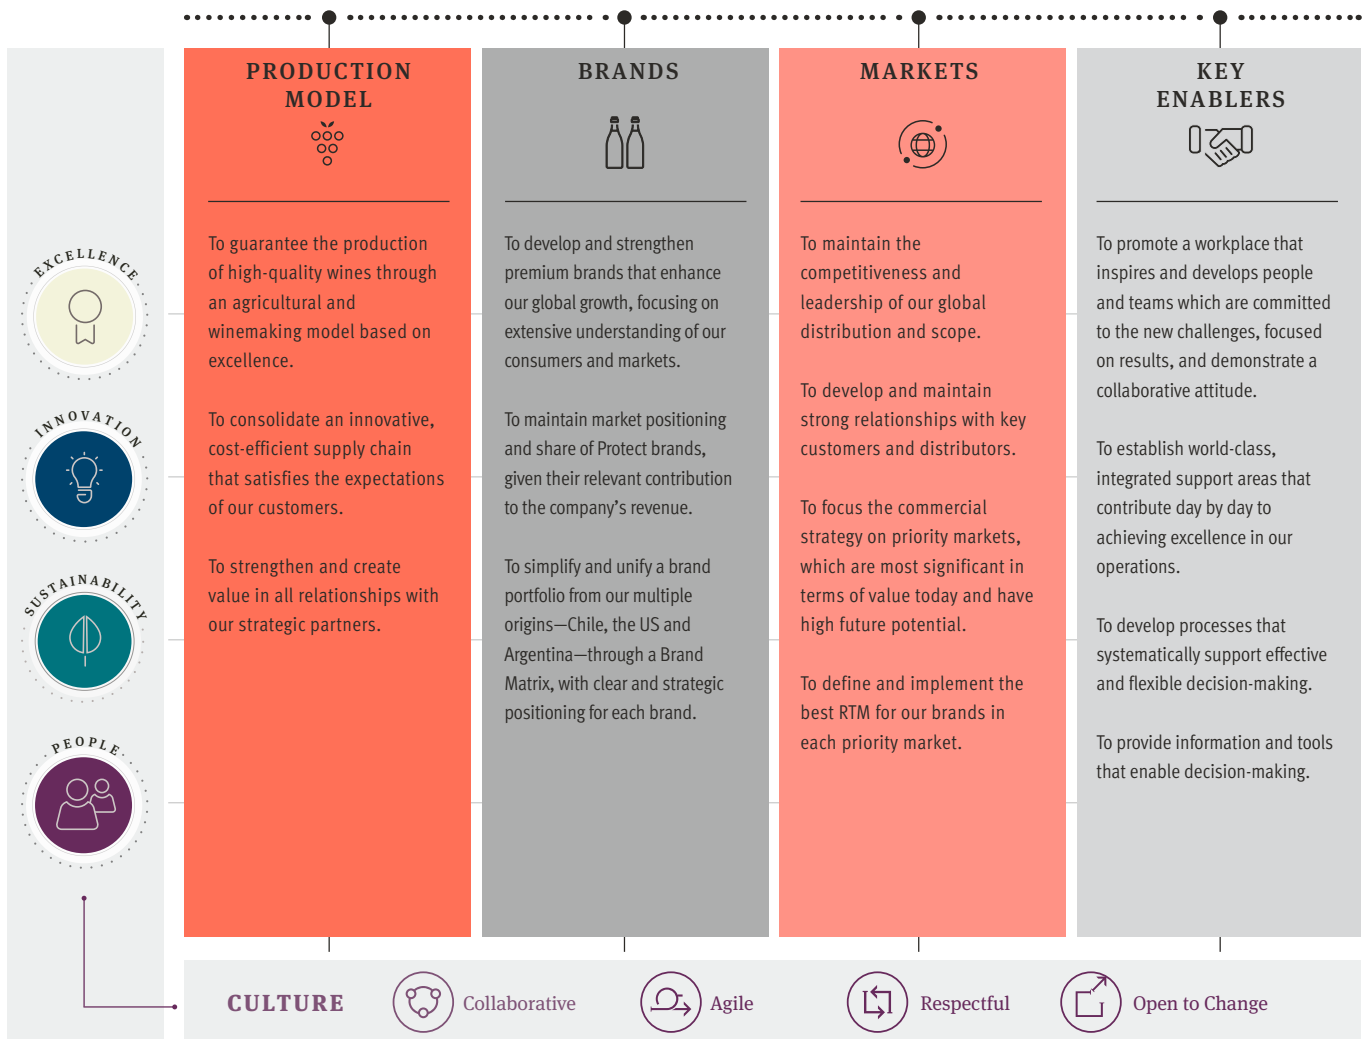 PRODUCTION
MODEL
To guarantee the production
of high-quality wines through
an agricultural and
winemaking model based on
excellence.
To consolidate an innovative,
cost-efficient supply chain
that satisfies the expectations
of our customers.
To strengthen and create
value in all relationships with
our strategic partners.
BRANDS
To develop and strengthen
premium brands that enhance
our global growth, focusing on
extensive understanding of our
consumers and markets.
To maintain market positioning
and share of Protect brands,
given their relevant contribution
to the company's revenue.
To simplify and unify a brand
portfolio from our multiple
origins—Chile, the US and
Argentina—through a Brand
Matrix, with clear and strategic
positioning for each brand.
MARKETS
To maintain the
competitiveness and
leadership of our global
distribution and scope.
To develop and maintain
strong relationships with key
customers and distributors.
To focus the commercial
strategy on priority markets,
which are most significant in
terms of value today and have
high future potential.
To define and implement the
best RTM for our brands in
each priority market.
KEY
ENABLERS
To promote a workplace that
inspires and develops people
and teams which are committed
to the new challenges, focused
on results, and demonstrate a
collaborative attitude.
To establish world-class,
integrated support areas that
contribute day by day to
achieving excellence in our
operations.
To develop processes that
systematically support effective
and flexible decision-making.
To provide information and tools
that enable decision-making.
EXCELLENCE
INNOVATION
SUSTAINABILITY
PEOPLE
CULTURE
Collaborative
Agile
Respectful
Open to Change